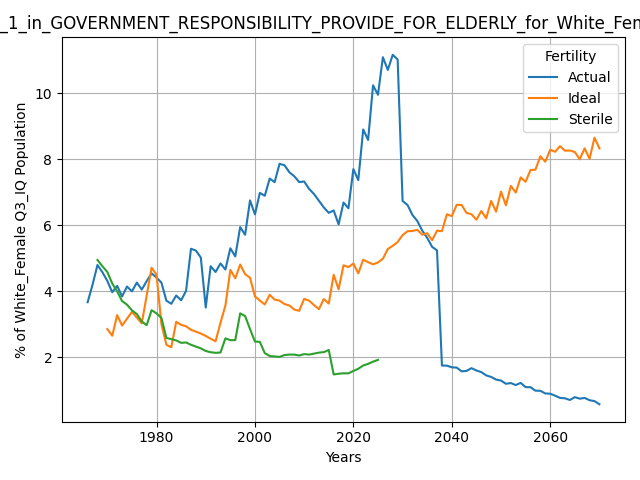 _1_in_GOVERNMENT_RESPONSIBILITY_PROVIDE_FOR_ELDERLY_for_White_Fem
% of White_Female Q3_IQ Population
10
8
6
4
2
Fertility
Actual
Ideal
Sterile
1980 2000 2020 2040 2060
Years